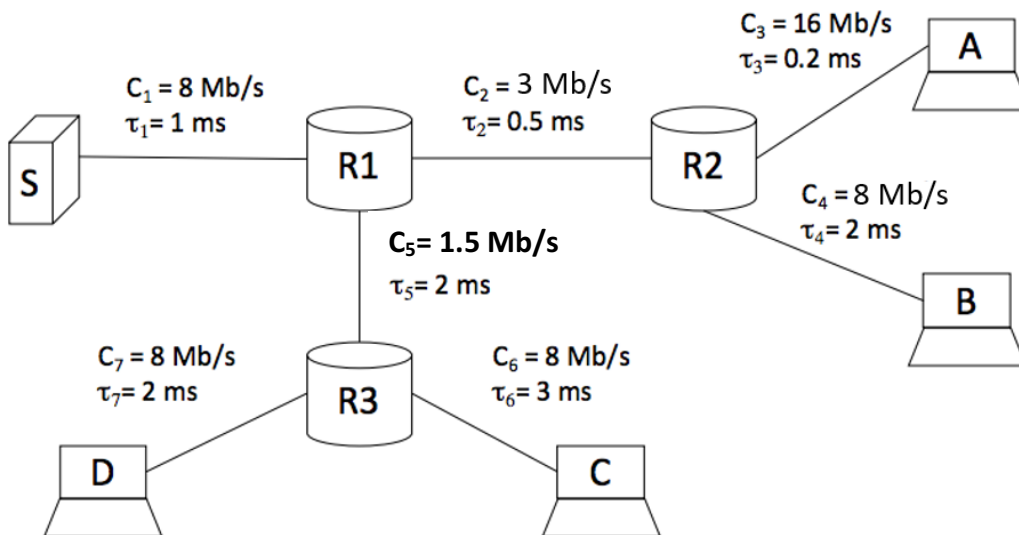 C₃ = 16 Mb/s
τ₃= 0.2 ms
A
C₁ = 8 Mb/s
τ₁= 1 ms
C₂ = 3 Mb/s
τ₂= 0.5 ms
S
R1
R2
C₄ = 8 Mb/s
τ₄= 2 ms
C₅= 1.5 Mb/s
τ₅= 2 ms
B
C₇ = 8 Mb/s
τ₇= 2 ms
C₆ = 8 Mb/s
τ₆= 3 ms
R3
D
C